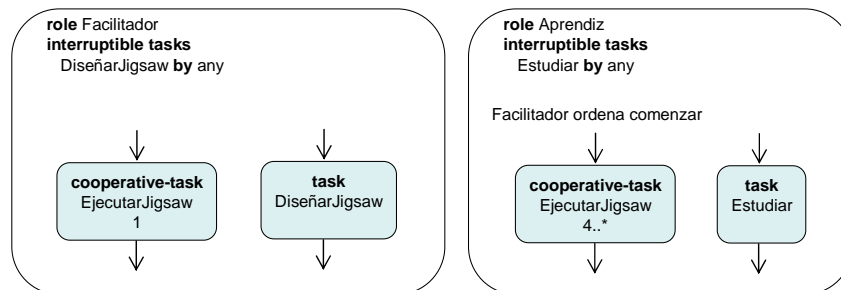 role Facilitador
interruptible tasks
DiseñarJigsaw by any
cooperative-task
EjecutarJigsaw
1
task
DiseñarJigsaw
role Aprendiz
interruptible tasks
Estudiar by any
Facilitador ordena comenzar
cooperative-task
EjecutarJigsaw
4..*
task
Estudiar